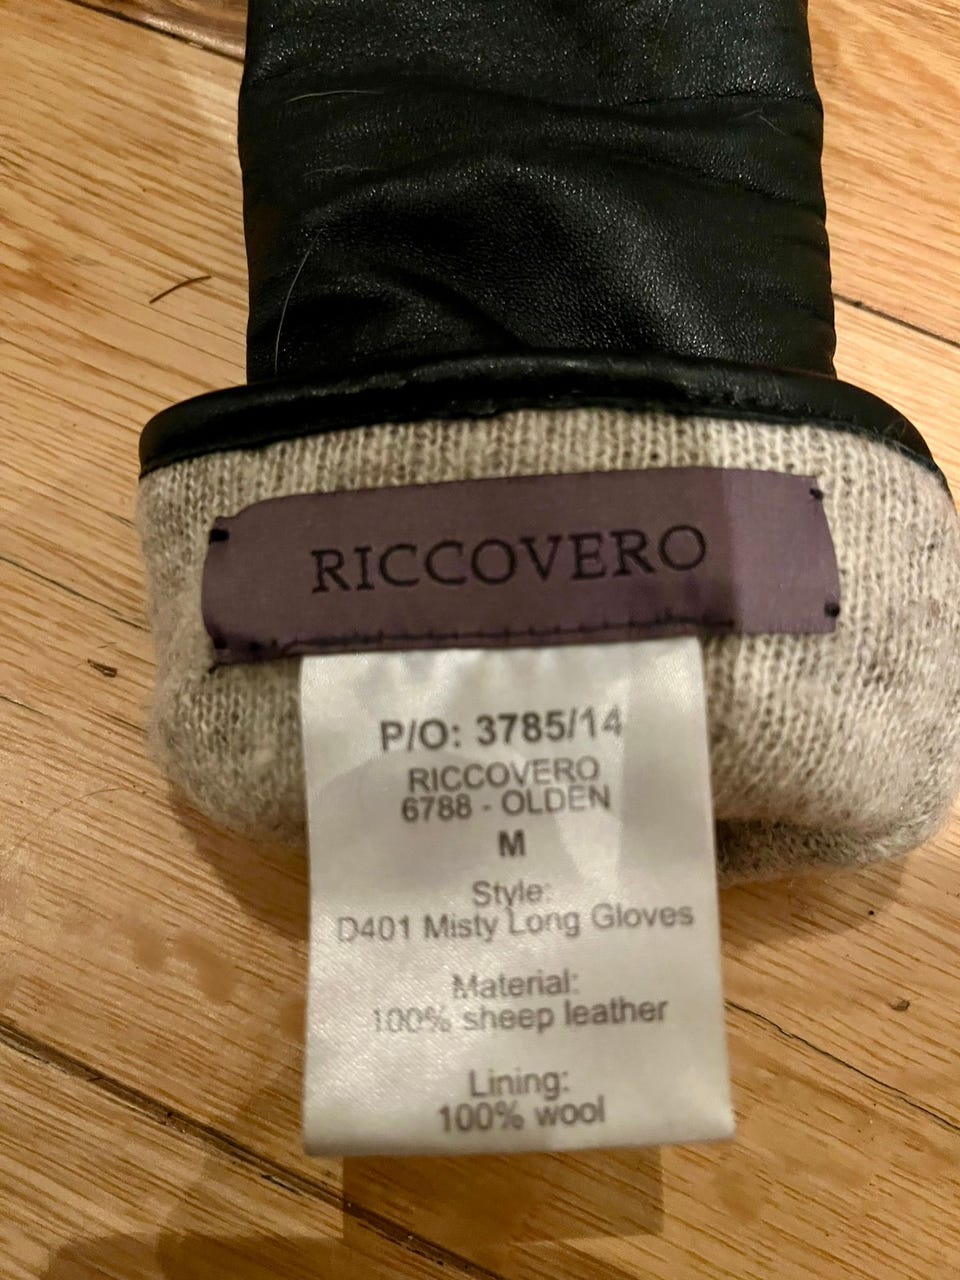 RICCOVERO
P/O: 3785/14
RICCOVERO
6788 - OLDEN
M
Style:
D401 Misty Long Gloves
Material:
100% sheep leather
Lining:
100% wool